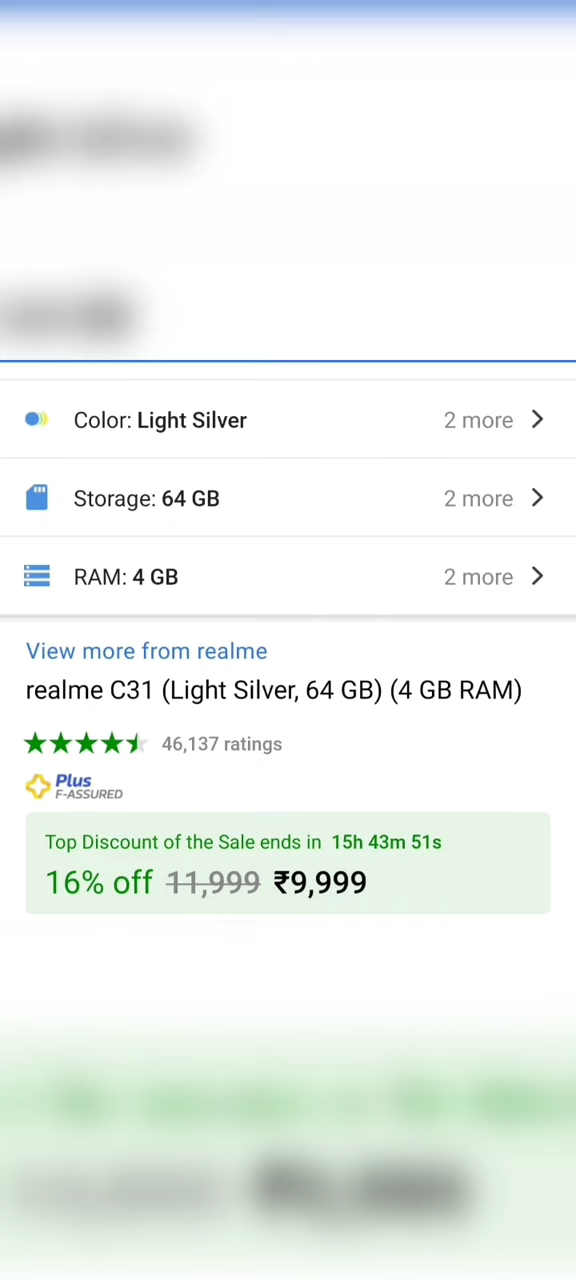 Color: Light Silver 2 more
Storage: 64 GB 2 more
RAM: 4 GB 2 more
View more from realme
realme C31 (Light Silver, 64 GB) (4 GB RAM)
46,137 ratings
Plus
F-ASSURED
Top Discount of the Sale ends in 15h 43m 51s
16% off 11,999 ₹9,999